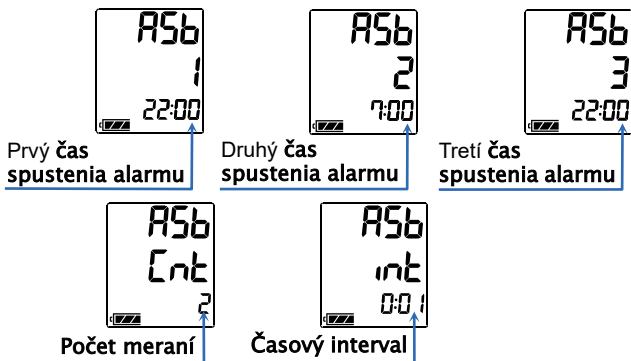 ASb
1
22:00
Prvý čas
spustenia alarmu
ASb
2
7:00
Druhý čas
spustenia alarmu
ASb
3
22:00
Tretí čas
spustenia alarmu
ASb
Cnt
2
Počet meraní
ASb
int
0:01
Časový interval